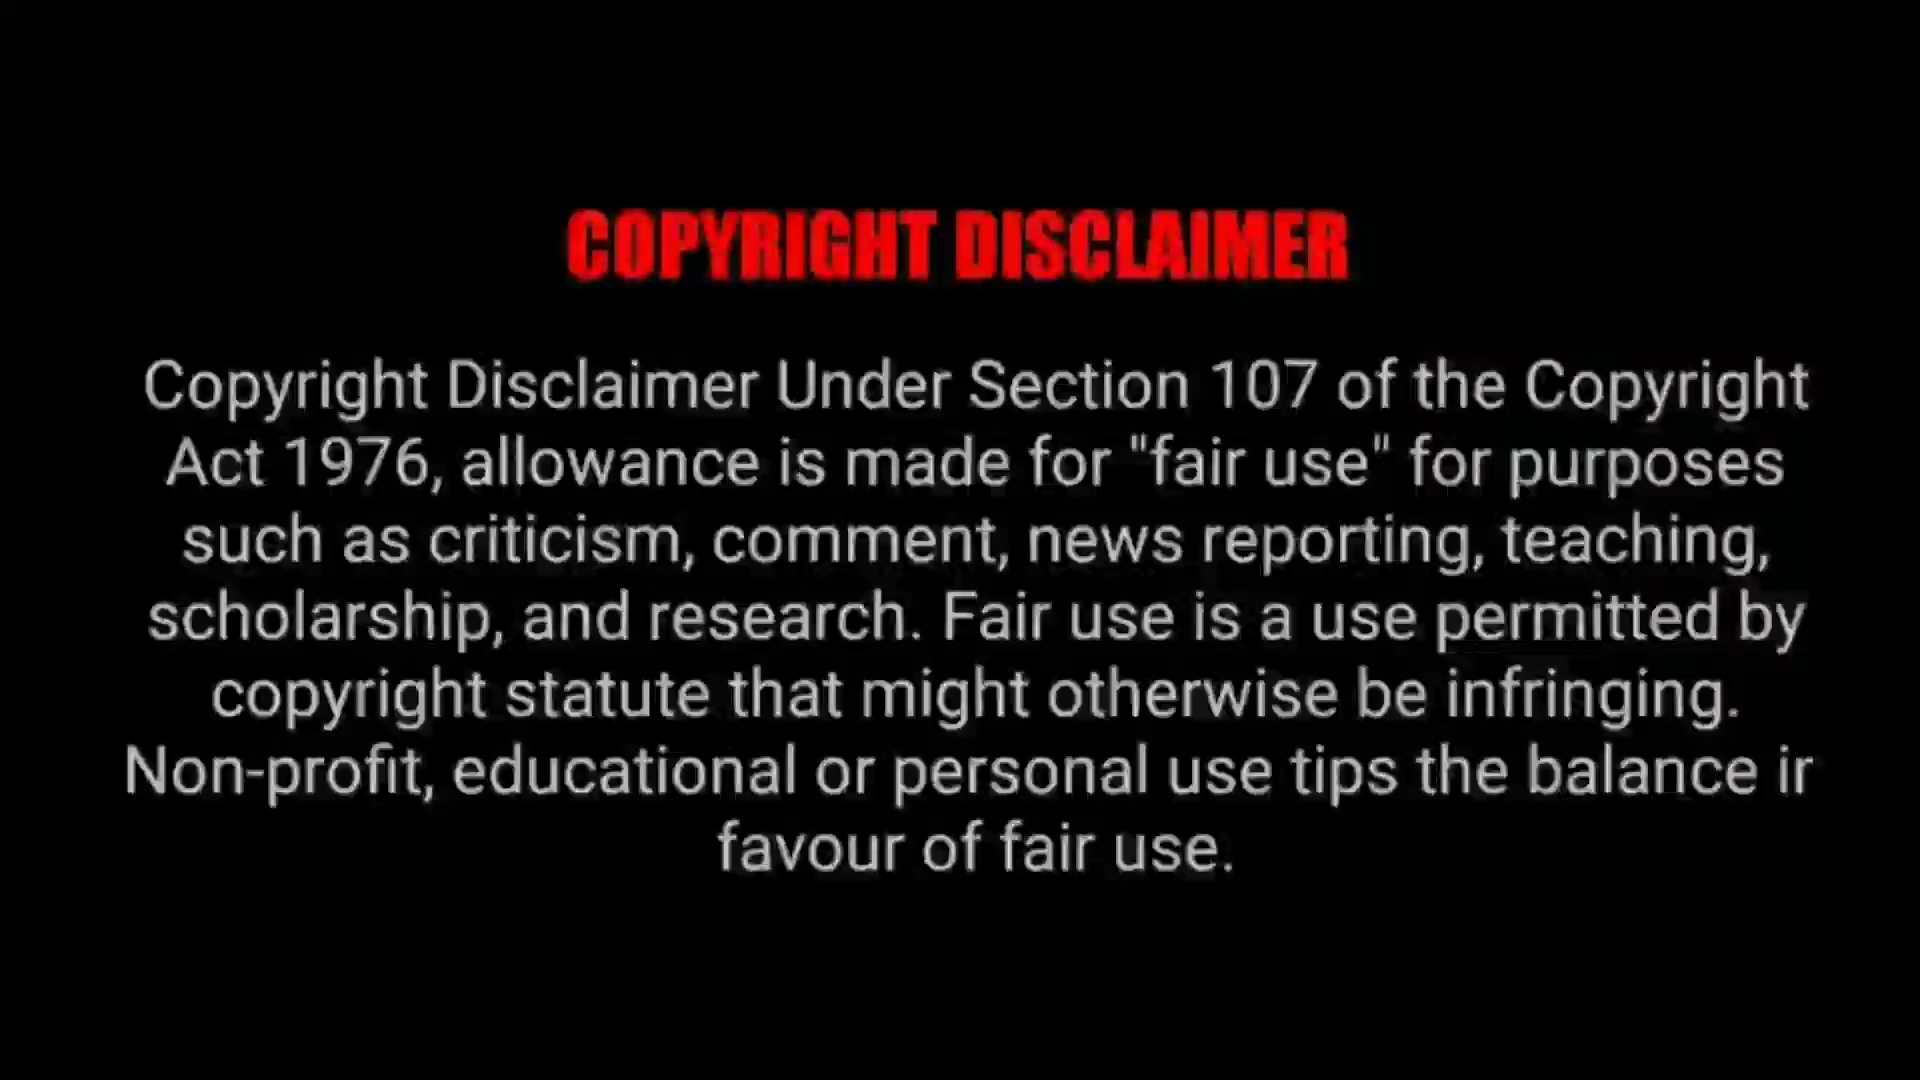 COPYRIGHT DISCLAIMER
Copyright Disclaimer Under Section 107 of the Copyright
Act 1976, allowance is made for "fair use" for purposes
such as criticism, comment, news reporting, teaching,
scholarship, and research. Fair use is a use permitted by
copyright statute that might otherwise be infringing.
Non-profit, educational or personal use tips the balance ir
favour of fair use.